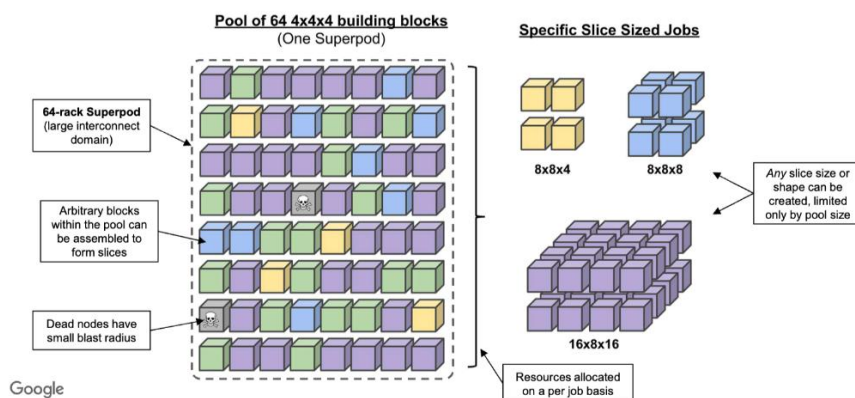 Pool of 64 4x4x4 building blocks
(One Superpod)
Specific Slice Sized Jobs
64-rack Superpod
(large interconnect
domain)
Arbitrary blocks
within the pool can
be assembled to
form slices
Dead nodes have
small blast radius
8x8x4
8x8x8
Any slice size or
shape can be
created, limited
only by pool size
16x8x16
Resources allocated
on a per job basis
Google